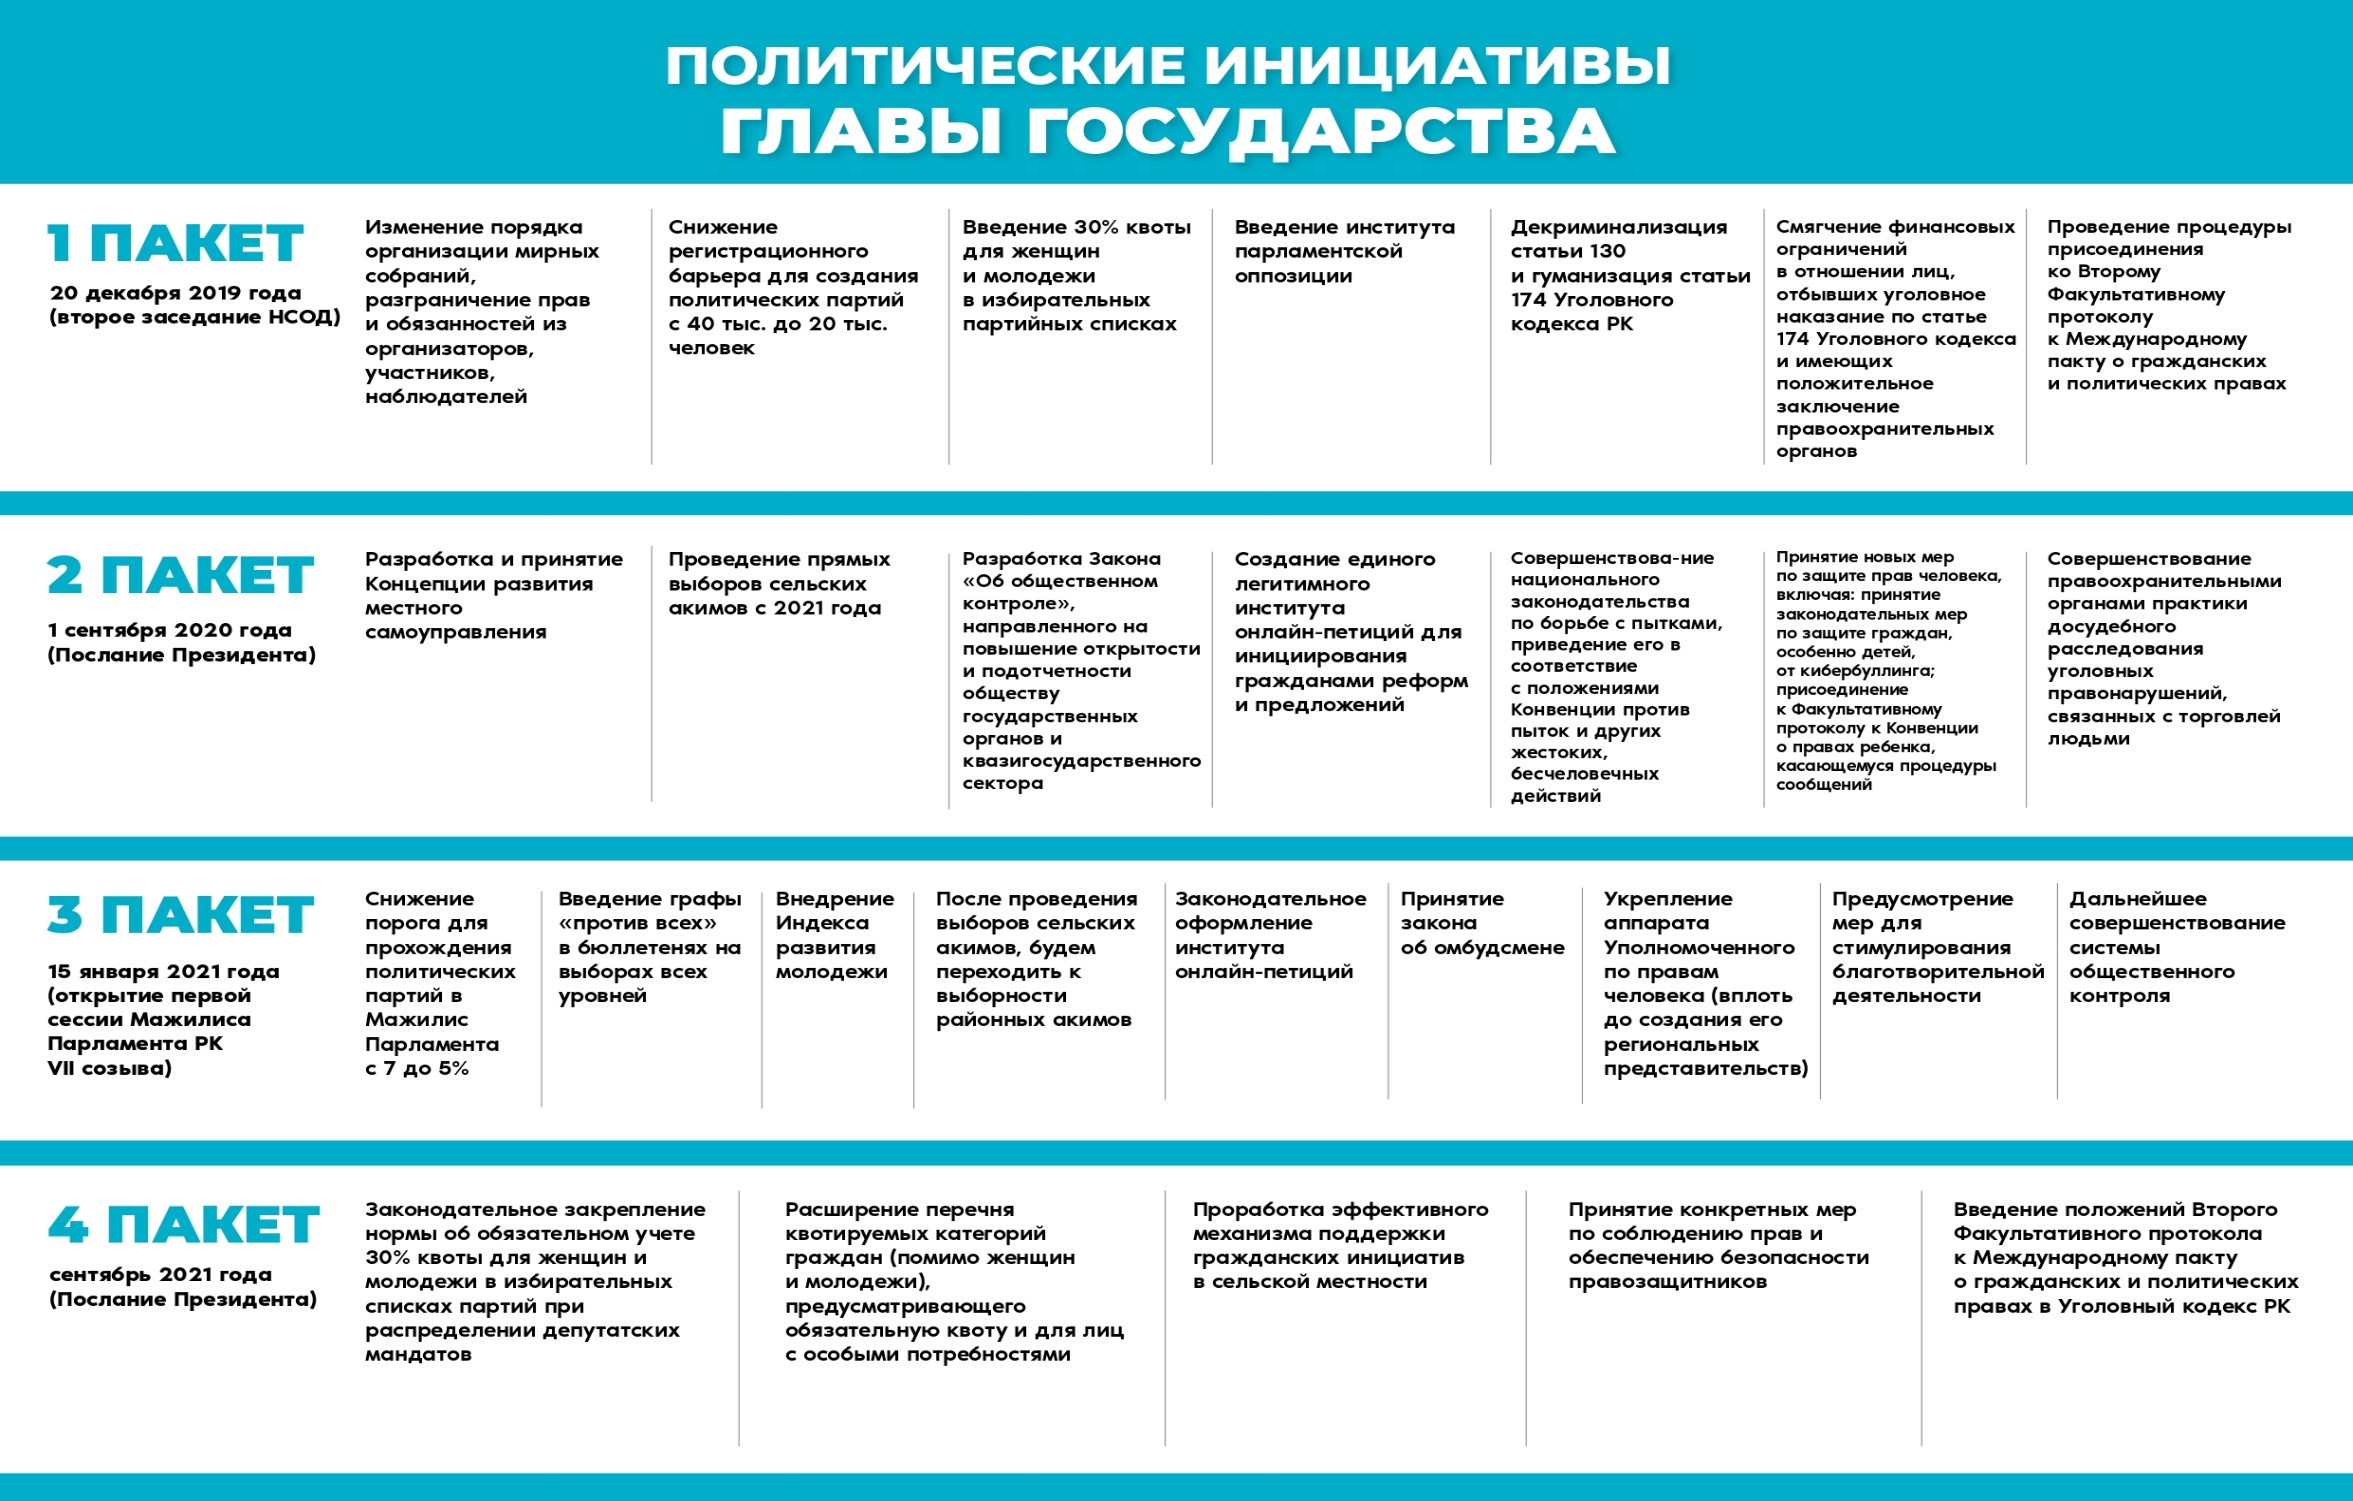 ПОЛИТИЧЕСКИЕ ИНИЦИАТИВЫ
ГЛАВЫ ГОСУДАРСТВА
1 ПАКЕТ
20 декабря 2019 года
(второе заседание НСОД)
Изменение порядка
организации мирных
собраний,
разграничение прав
и обязанностей из
организаторов,
участников,
наблюдателей
Снижение
регистрационного
барьера для создания
политических партий
с 40 тыс. до 20 тыс.
человек
Введение 30% квоты
для женщин
и молодежи
в избирательных
партийных списках
Введение института
парламентской
оппозиции
Декриминализация
статьи 130
и гуманизация статьи
174 Уголовного
кодекса РК
Смягчение финансовых
ограничений
в отношении лиц,
отбывших уголовное
наказание по статье
174 Уголовного кодекса
и имеющих
положительное
заключение
правоохранительных
органов
Проведение процедуры
присоединения
ко Второму
Факультативному
протоколу
к Международному
пакту о гражданских
и политических правах
2 ПАКЕТ
1 сентября 2020 года
(Послание Президента)
Разработка и принятие
Концепции развития
местного
самоуправления
Проведение прямых
выборов сельских
акимов с 2021 года
Разработка Закона
«Об общественном
контроле»,
направленного на
повышение открытости
и подотчетности
обществу
государственных
органов и
квазигосударственного
сектора
Создание единого
легитимного
института
онлайн-петиций для
инициирования
гражданами реформ
и предложений
Совершенствова-ние
национального
законодательства
по борьбе с пытками,
приведение его в
соответствие
с положениями
Конвенции против
пыток и других
жестоких,
бесчеловечных
действий
Принятие новых мер
по защите прав человека,
включая: принятие
законодательных мер
по защите граждан,
особенно детей,
от кибербуллинга;
присоединение
к Факультативному
протоколу к Конвенции
о правах ребенка,
касающемуся процедуры
сообщений
Совершенствование
правоохранительными
органами практики
досудебного
расследования
уголовных
правонарушений,
связанных с торговлей
людьми
3 ПАКЕТ
15 января 2021 года
(открытие первой
сессии Мажилиса
Парламента РК
VII созыва)
Снижение
порога для
прохождения
политических
партий в
Мажилис
Парламента
с 7 до 5%
Введение графы
«против всех»
в бюллетенях на
выборах всех
уровней
Внедрение
Индекса
развития
молодежи
После проведения
выборов сельских
акимов, будем
переходить к
выборности
районных акимов
Законодательное
оформление
института
онлайн-петиций
Принятие
закона
об омбудсмене
Укрепление
аппарата
Уполномоченного
по правам
человека (вплоть
до создания его
региональных
представительств)
Предусмотрение
мер для
стимулирования
благотворительной
деятельности
Дальнейшее
совершенствование
системы
общественного
контроля
4 ПАКЕТ
сентябрь 2021 года
(Послание Президента)
Законодательное закрепление
нормы об обязательном учете
30% квоты для женщин и
молодежи в избирательных
списках партий при
распределении депутатских
мандатов
Расширение перечня
квотируемых категорий
граждан (помимо женщин
и молодежи),
предусматривающего
обязательную квоту и для лиц
с особыми потребностями
Проработка эффективного
механизма поддержки
гражданских инициатив
в сельской местности
Принятие конкретных мер
по соблюдению прав и
обеспечению безопасности
правозащитников
Введение положений Второго
Факультативного протокола
к Международному пакту
о гражданских и политических
правах в Уголовный кодекс РК